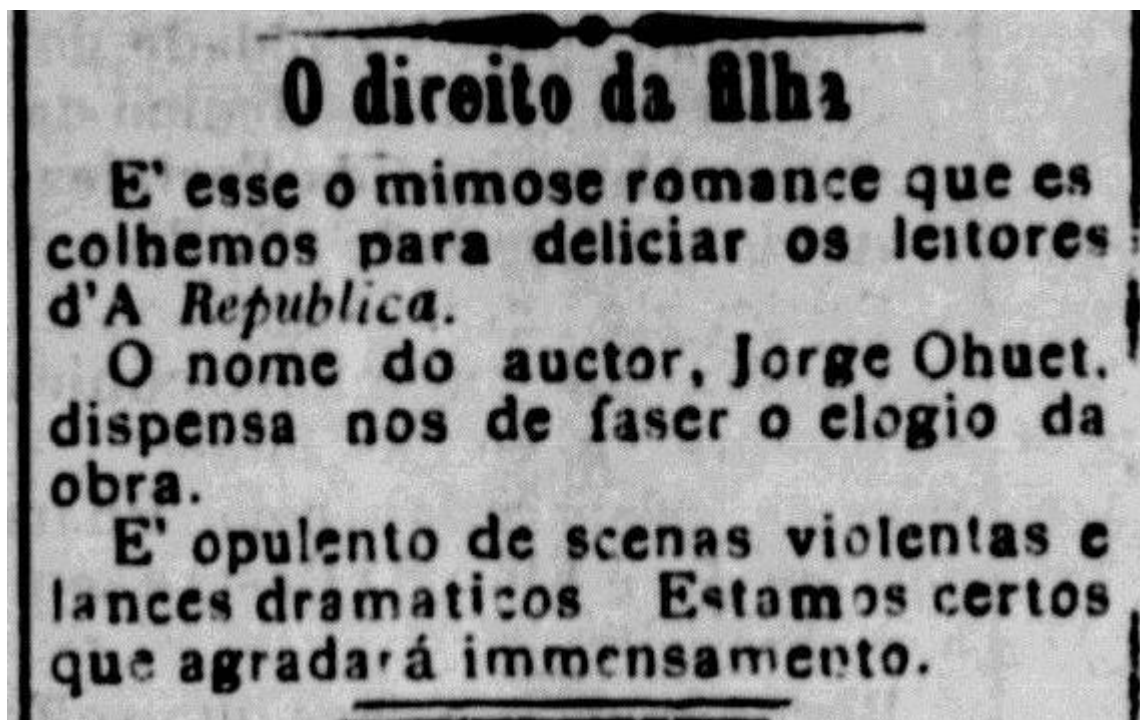 O direito da filha
E' esse o mimose romance que es
colhemos para deliciar os leitores
d'A Republica.
O nome do auctor, Jorge Ohuet.
dispensa nos de faser o elogio da
obra.
E' opulento de scenas violentas e
lances dramaticos Estamos certos
que agradará immensamento.